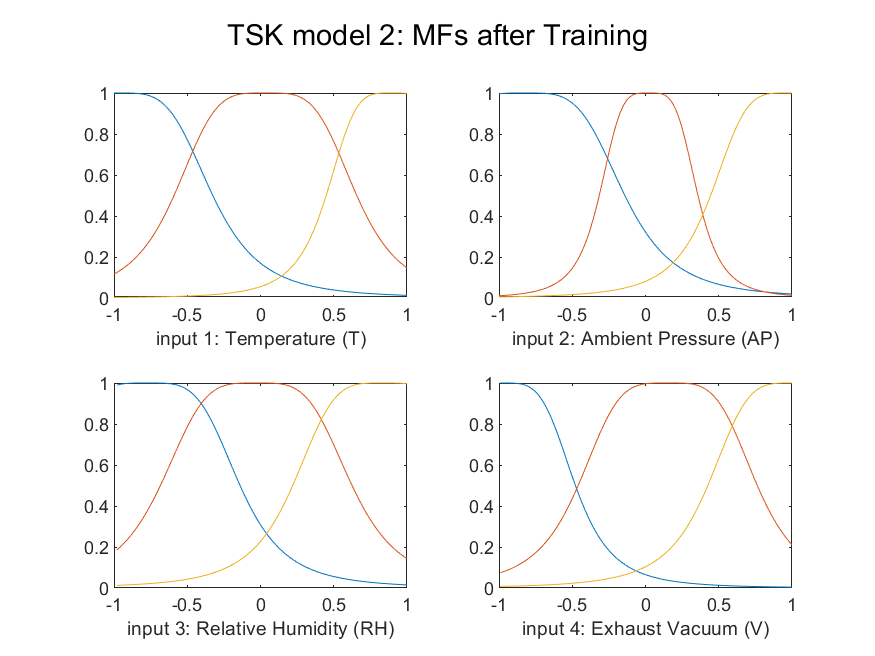 TSK model 2: MFs after Training
1
0.8
0.6
0.4
0.2
0
-1 -0.5 0 0.5 1
input 1: Temperature (T)
1
0.8
0.6
0.4
0.2
0
-1 -0.5 0 0.5 1
input 2: Ambient Pressure (AP)
1
0.8
0.6
0.4
0.2
0
-1 -0.5 0 0.5 1
input 3: Relative Humidity (RH)
1
0.8
0.6
0.4
0.2
0
-1 -0.5 0 0.5 1
input 4: Exhaust Vacuum (V)